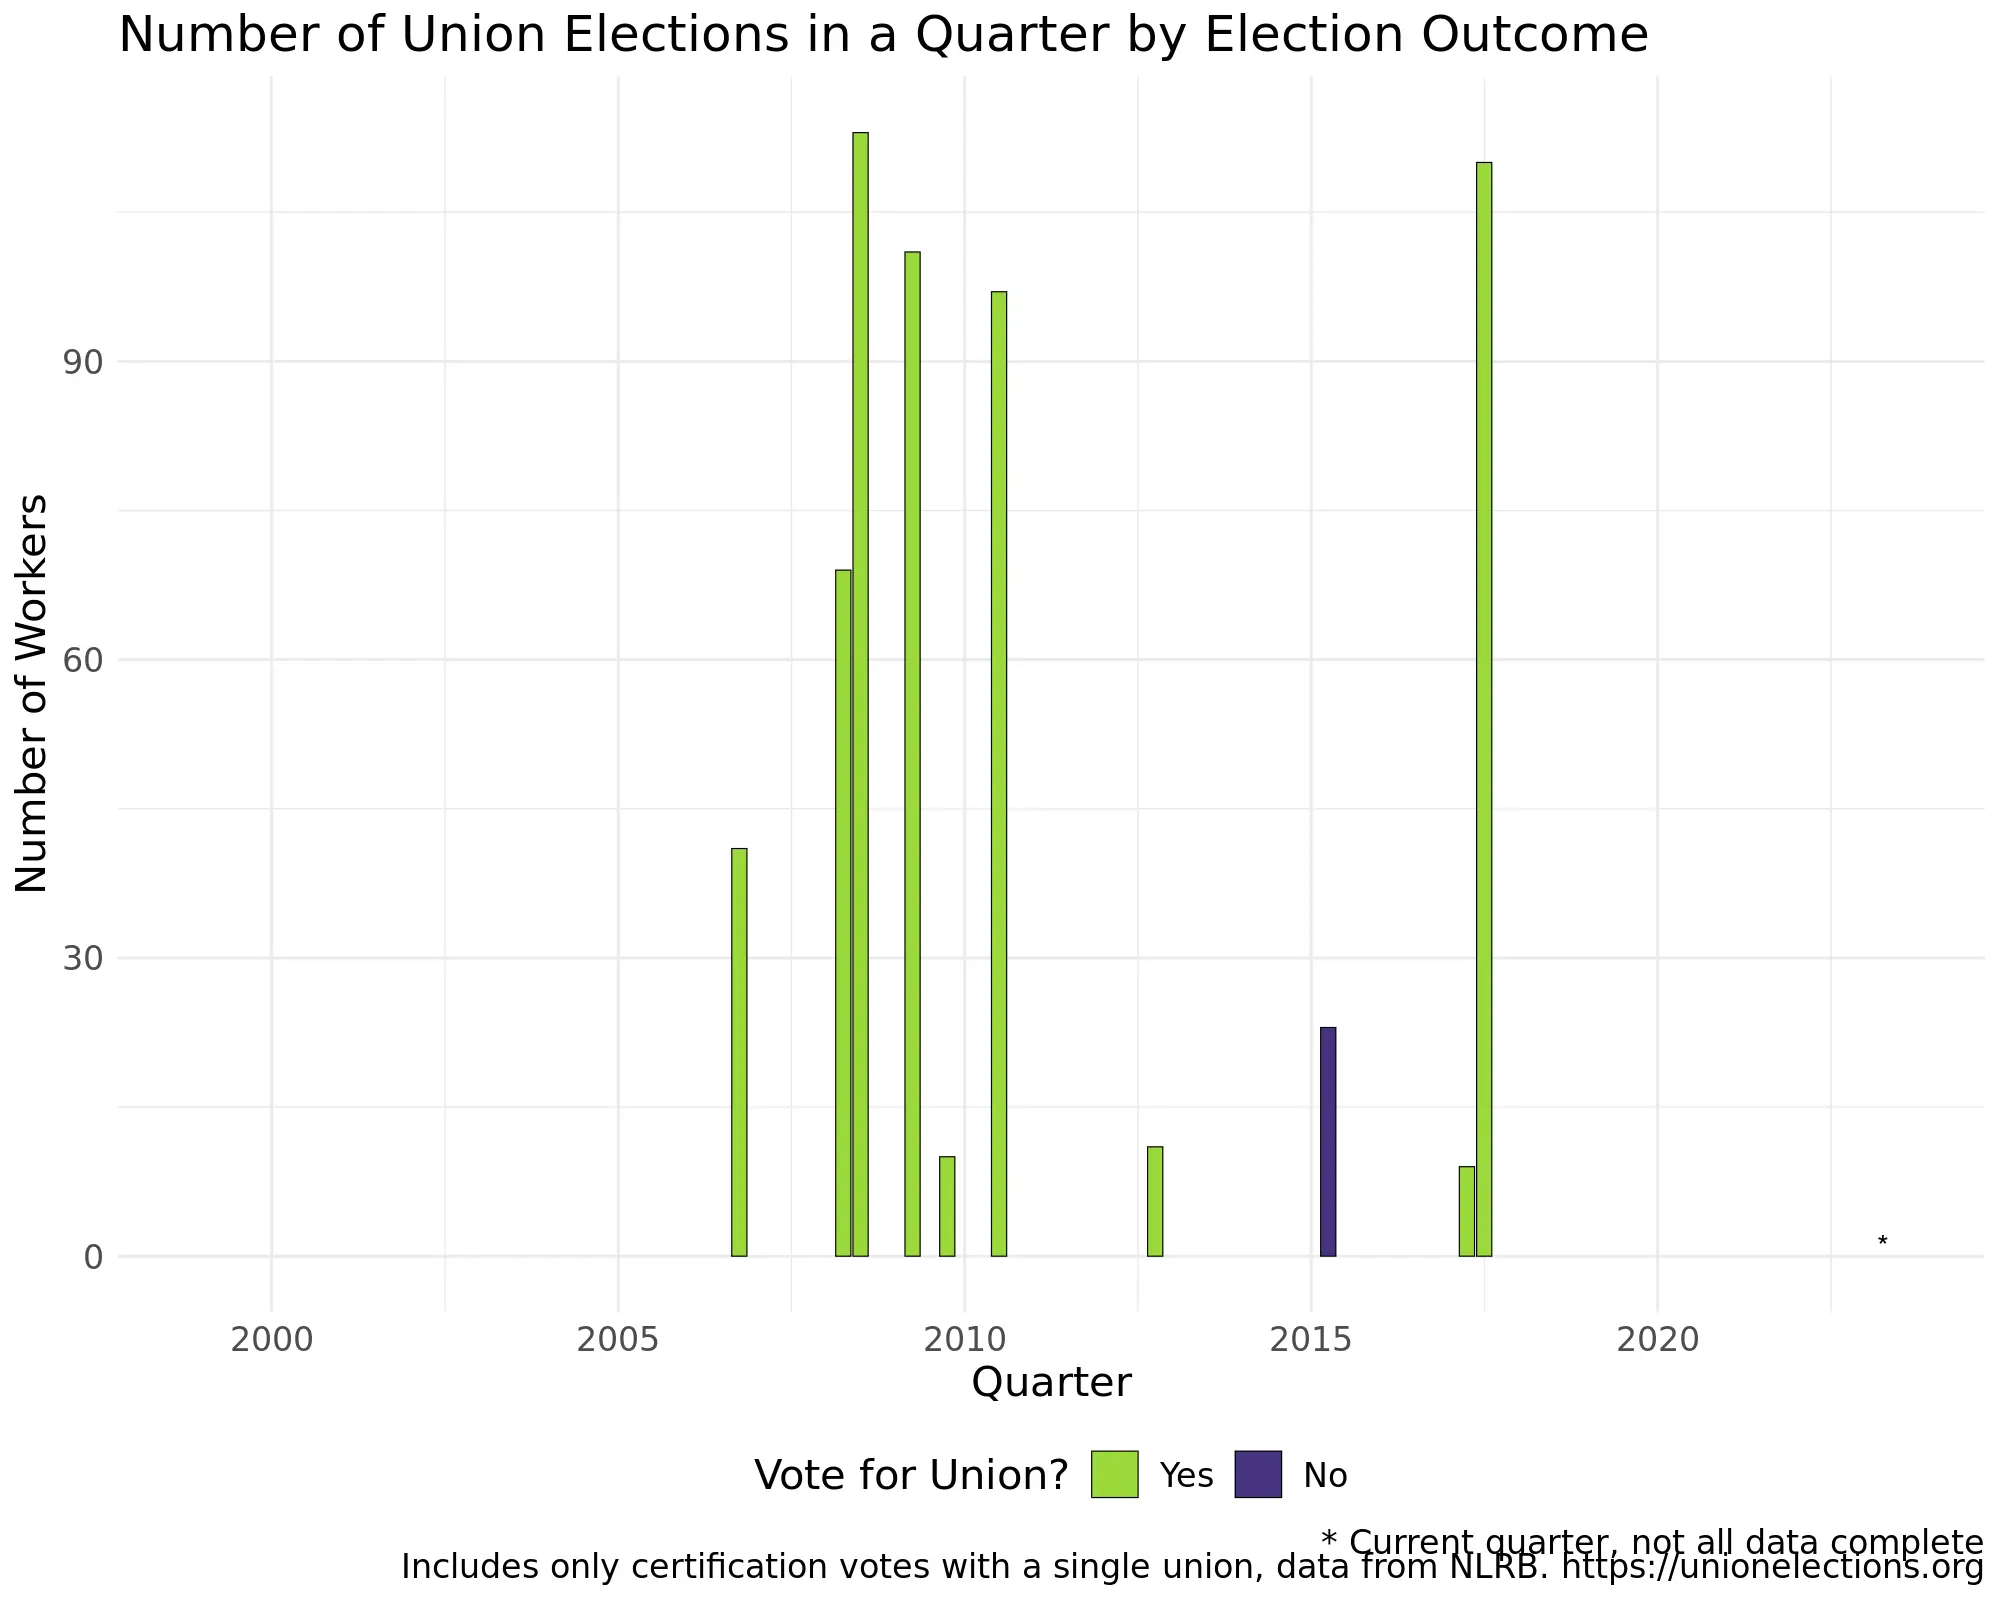 Number of Union Elections in a Quarter by Election Outcome
Number of Workers
90
60
30
0
*
2000 2005 2010 2015 2020
Quarter
Vote for Union? Yes No
* Current quarter, not all data complete
Includes only certification votes with a single union, data from NLRB. https://unionelections.org